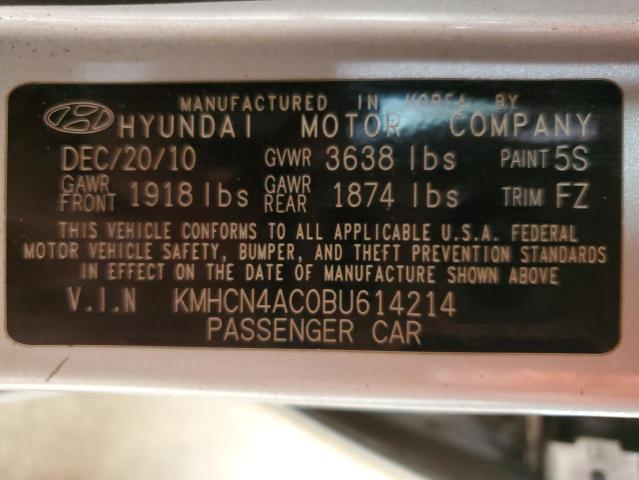 MANUFACTURED IN KOREA BY
HYUNDAI MOTOR COMPANY
DEC/20/10 GVWR 3638 lbs PAINT 5S
GAWR FRONT 1918 lbs GAWR REAR 1874 lbs TRIM FZ
THIS VEHICLE CONFORMS TO ALL APPLICABLE U.S.A. FEDERAL
MOTOR VEHICLE SAFETY, BUMPER, AND THEFT PREVENTION STANDARDS
IN EFFECT ON THE DATE OF MANUFACTURE SHOWN ABOVE
V.I.N KMHCN4AC0BU614214
PASSENGER CAR